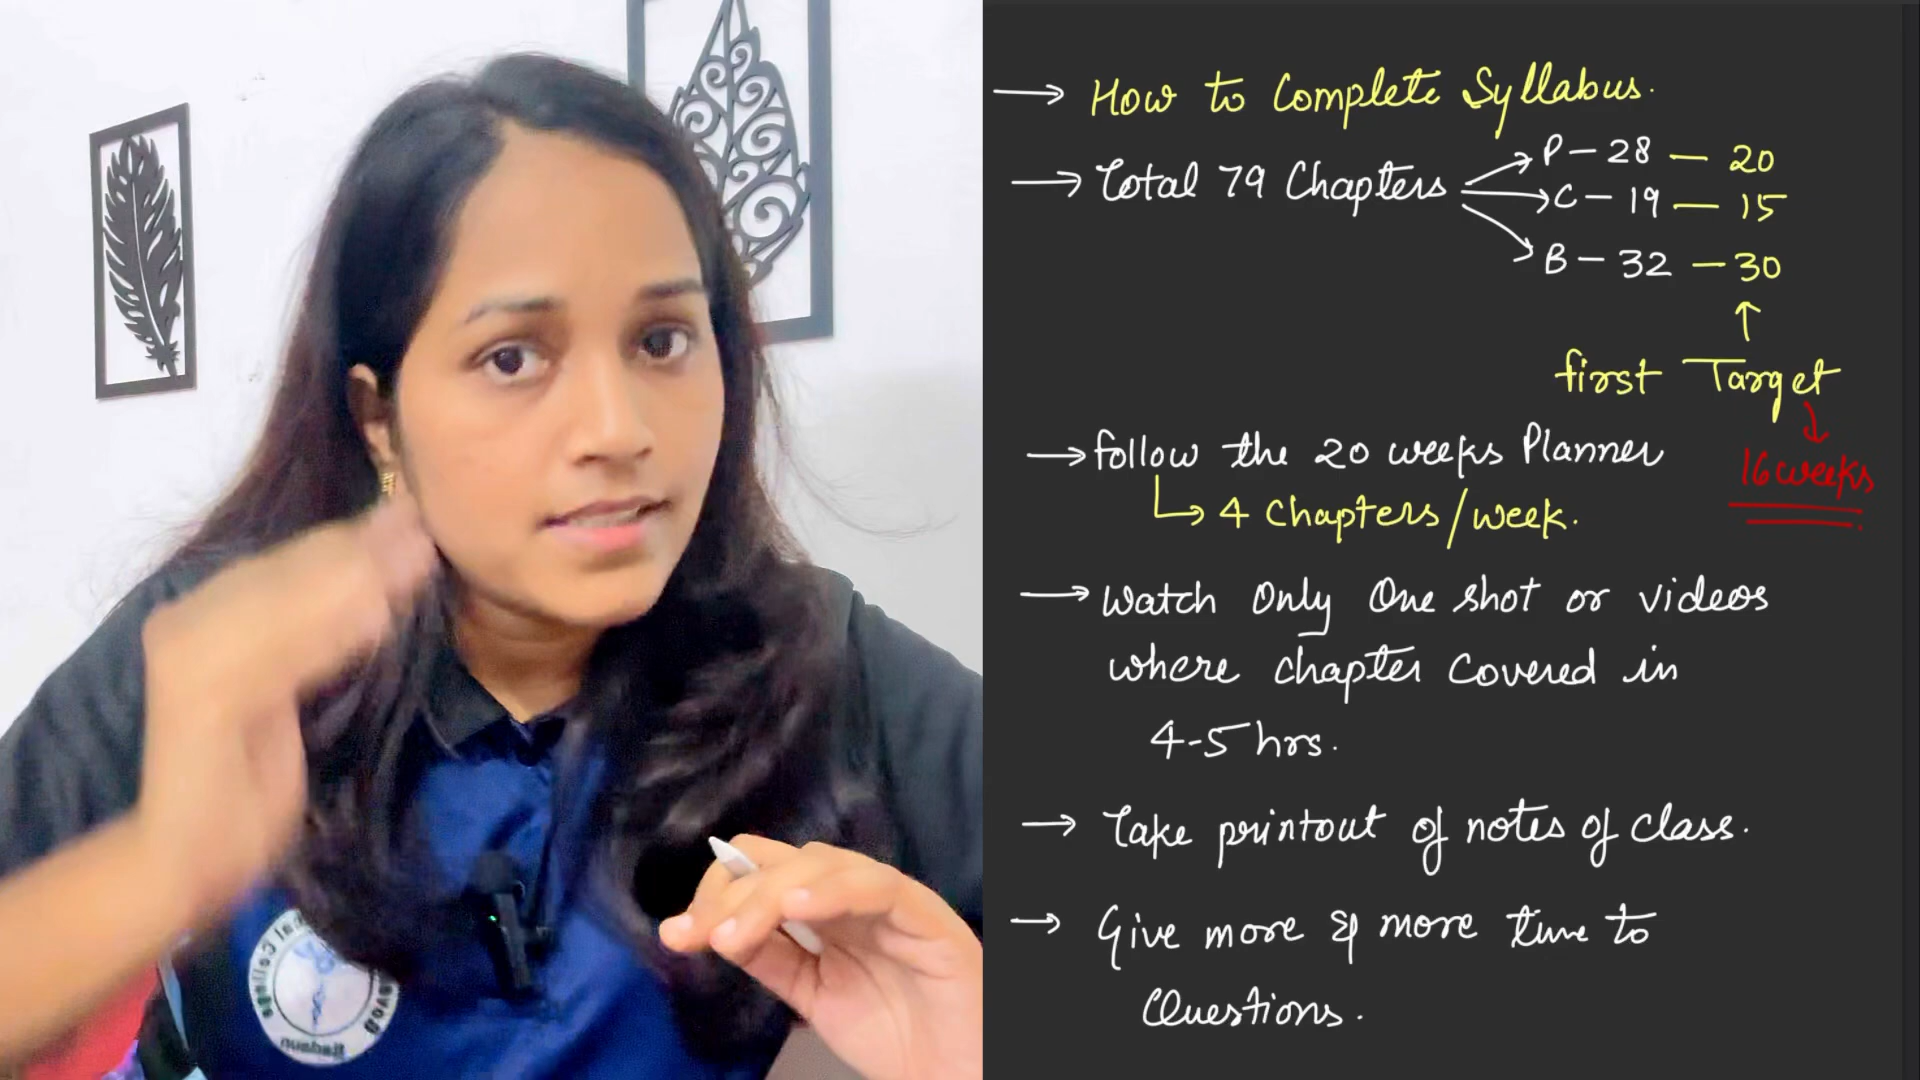 → How to Complete Syllabus.
→ Total 79 Chapters
P - 28 - 20
C - 19 - 15
B - 32 - 30
↑
first Target
→ follow the 20 weeks Planner
16 weeks
↳ 4 Chapters/week.
→ Watch Only One shot or videos
where chapter Covered in
4-5 hrs.
→ Take printout of notes of class.
→ Give more & more time to
Questions.